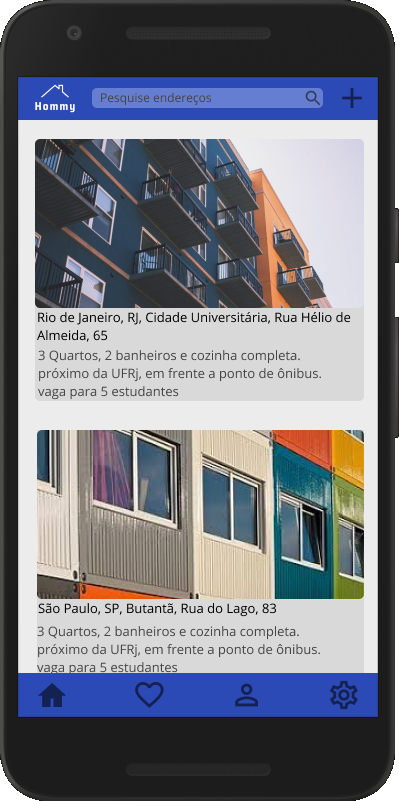 Hommy
Pesquise endereços
Rio de Janeiro, RJ, Cidade Universitária, Rua Hélio de
Almeida, 65
3 Quartos, 2 banheiros e cozinha completa.
próximo da UFRj, em frente a ponto de ônibus.
vaga para 5 estudantes
São Paulo, SP, Butantã, Rua do Lago, 83
3 Quartos, 2 banheiros e cozinha completa.
próximo da UFRj, em frente a ponto de ônibus.
vaga para 5 estudantes